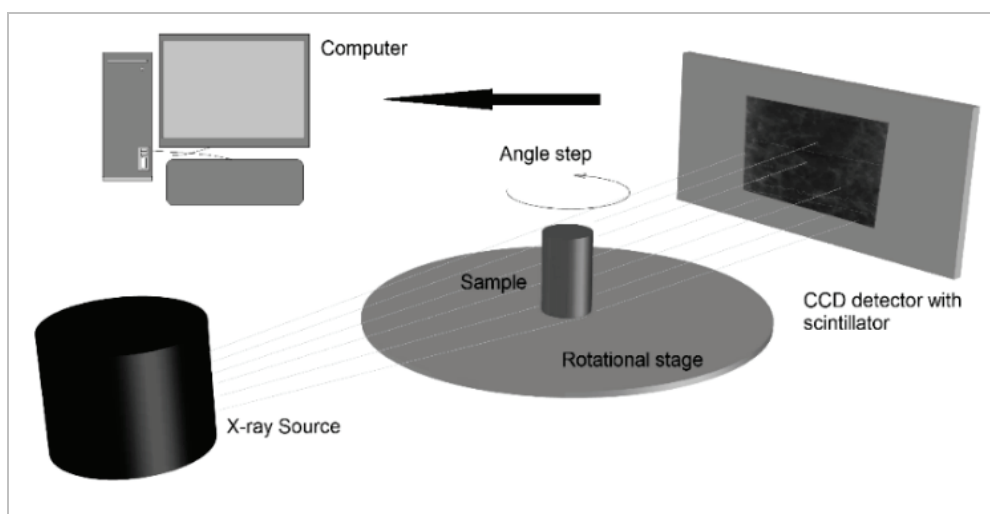 Computer
Angle step
Sample
CCD detector with
scintillator
Rotational stage
X-ray Source